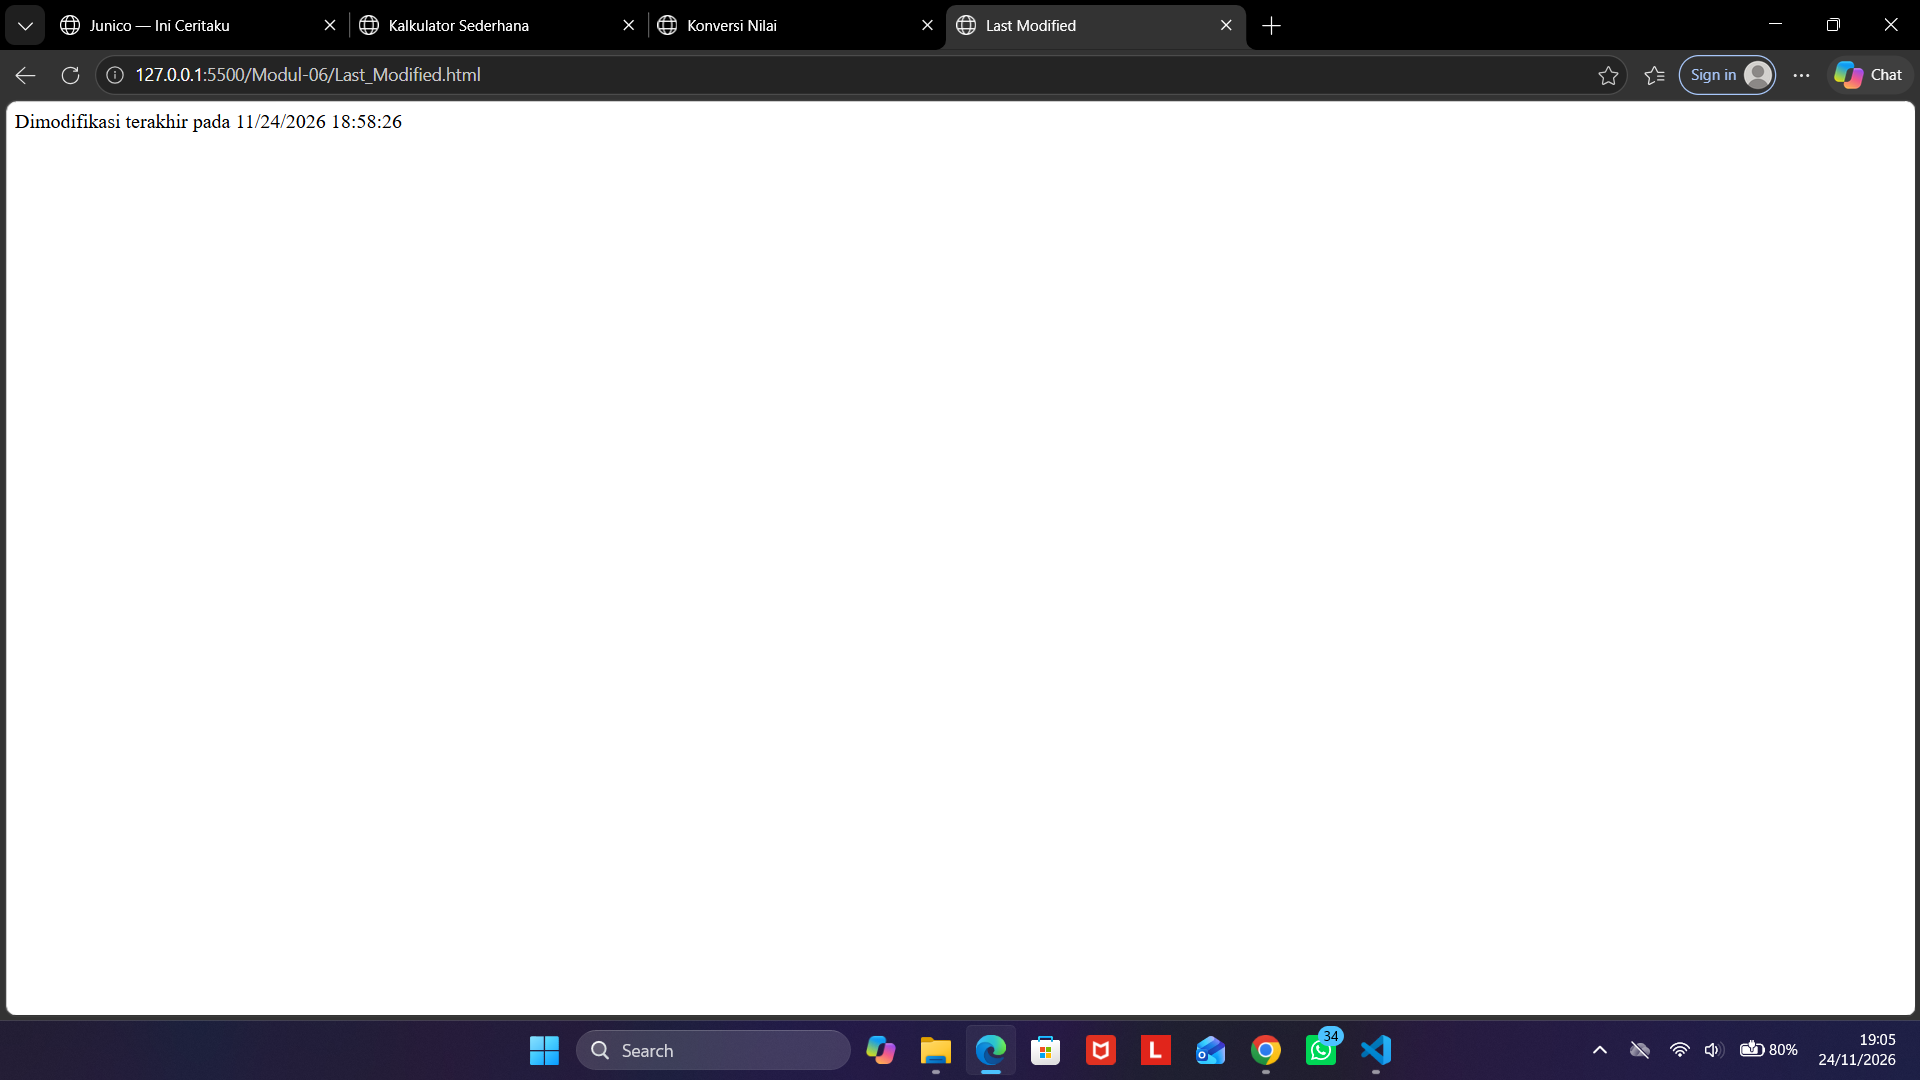 Junico — Ini Ceritaku
Kalkulator Sederhana
Konversi Nilai
Last Modified
127.0.0.1:5500/Modul-06/Last_Modified.html
Sign in
Chat
Dimodifikasi terakhir pada 11/24/2026 18:58:26
Search
L
34
80%
19:05
24/11/2026